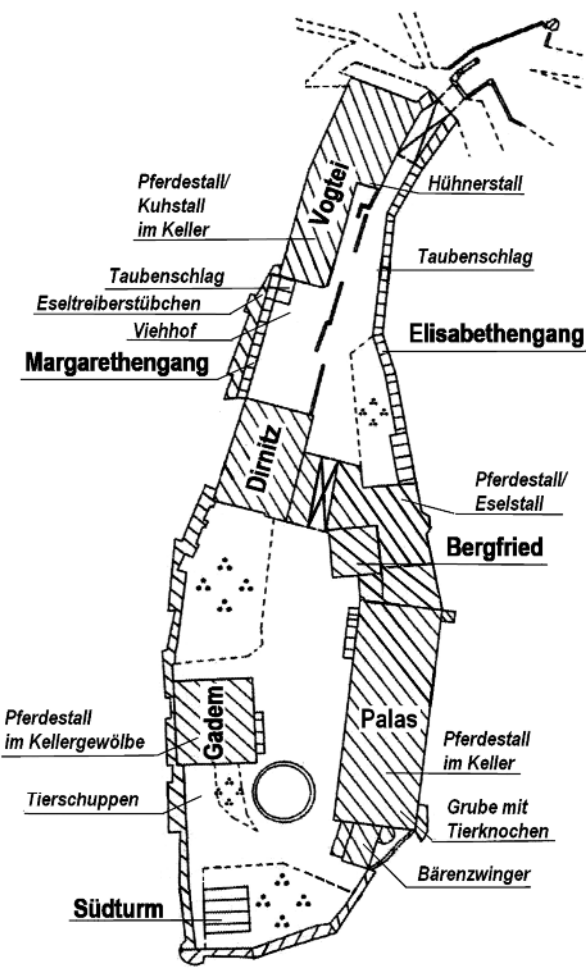 Pferdestall/
Kuhstall
im Keller
Vogtei
Hühnerstall
Taubenschlag
Taubenschlag
Eseltreiberstübchen
Viehhof
Margarethengang
Elisabethengang
Dirnitz
Pferdestall/
Eselstall
Bergfried
Pferdestall
im Kellergewölbe
Gadem
Palas
Pferdestall
im Keller
Tierschuppen
Grube mit
Tierknochen
Bärenzwinger
Südturm